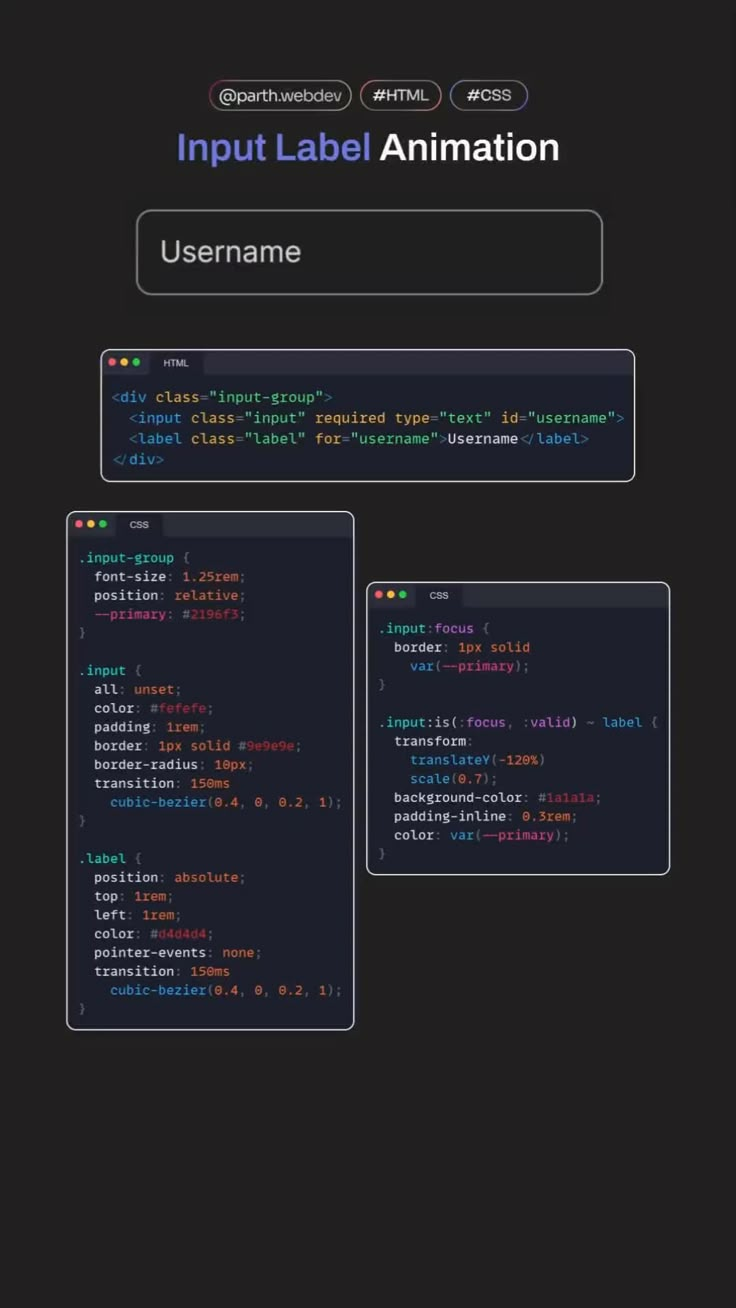 @parth.webdev #HTML #CSS
Input Label Animation
Username
HTML
<div class="input-group">
  <input class="input" required type="text" id="username">
  <label class="label" for="username">Username</label>
</div>
CSS
.input-group {
  font-size: 1.25rem;
  position: relative;
  --primary: #2196f3;
}

.input {
  all: unset;
  color: #fefefe;
  padding: 1rem;
  border: 1px solid #9e9e9e;
  border-radius: 10px;
  transition: 150ms
    cubic-bezier(0.4, 0, 0.2, 1);
}

.label {
  position: absolute;
  top: 1rem;
  left: 1rem;
  color: #d4d4d4;
  pointer-events: none;
  transition: 150ms
    cubic-bezier(0.4, 0, 0.2, 1);
}
CSS
.input:focus {
  border: 1px solid
    var(--primary);
}

.input:is(:focus, :valid) ~ label {
  transform:
    translateY(-120%)
    scale(0.7);
  background-color: #1a1a1a;
  padding-inline: 0.3rem;
  color: var(--primary);
}